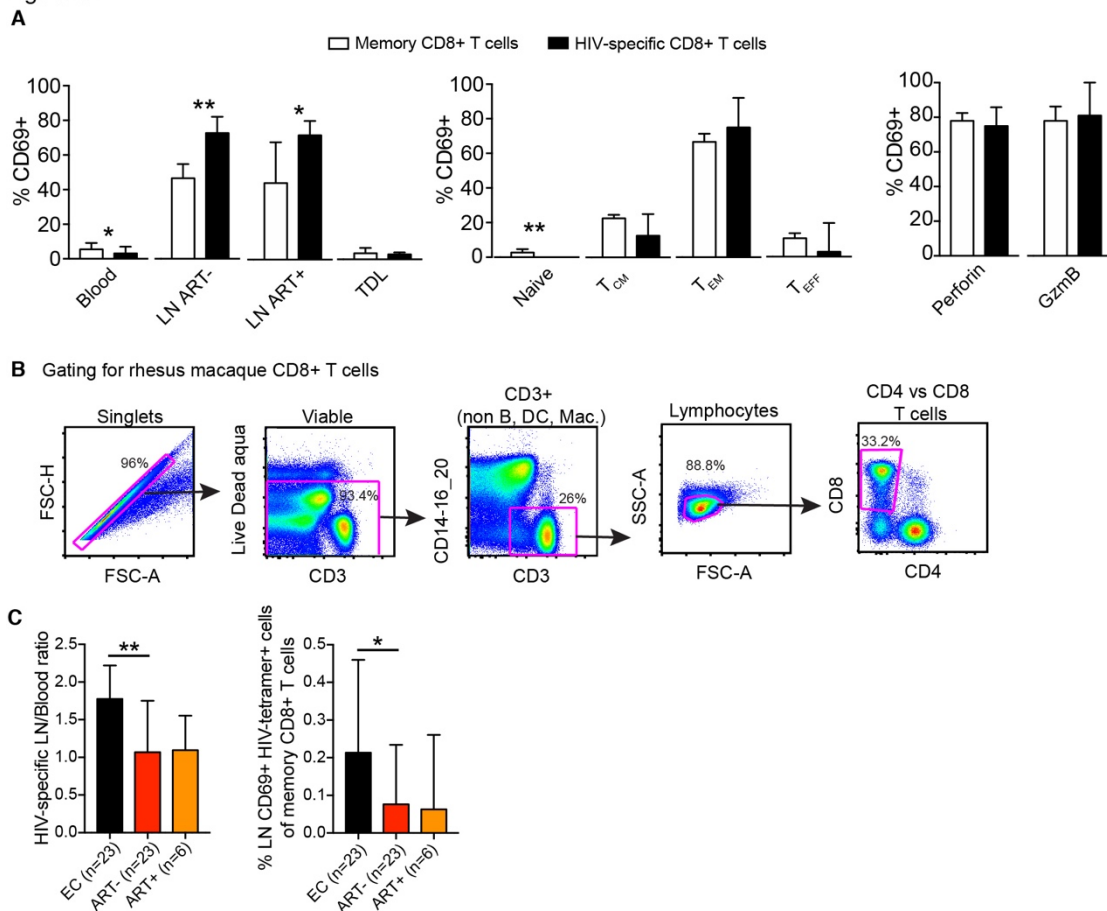 A
Memory CD8+ T cells
HIV-specific CD8+ T cells
% CD69+
100
80
60
40
20
0
*
**
*
Blood
LN ART-
LN ART+
TDL
% CD69+
100
80
60
40
20
0
**
Naive
TCM
TEM
TEFF
% CD69+
100
80
60
40
20
0
Perforin
GzmB
B Gating for rhesus macaque CD8+ T cells
Singlets
96%
FSC-H
FSC-A
Viable
93.4%
Live Dead aqua
CD3
CD3+
(non B, DC, Mac.)
26%
CD14-16_20
CD3
Lymphocytes
88.8%
SSC-A
FSC-A
CD4 vs CD8
T cells
33.2%
CD8
CD4
C
HIV-specific LN/Blood ratio
2.5
2.0
1.5
1.0
0.5
0.0
**
EC (n=23)
ART- (n=23)
ART+ (n=6)
% LN CD69+ HIV-tetramer+ cells
of memory CD8+ T cells
0.5
0.4
0.3
0.2
0.1
0.0
*
EC (n=23)
ART- (n=23)
ART+ (n=6)